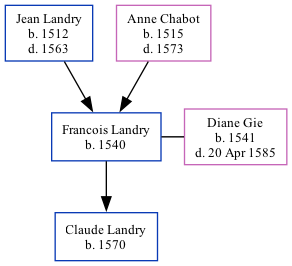 Jean Landry
b. 1512
d. 1563
Anne Chabot
b. 1515
d. 1573
Francois Landry
b. 1540
Diane Gie
b. 1541
d. 20 Apr 1585
Claude Landry
b. 1570